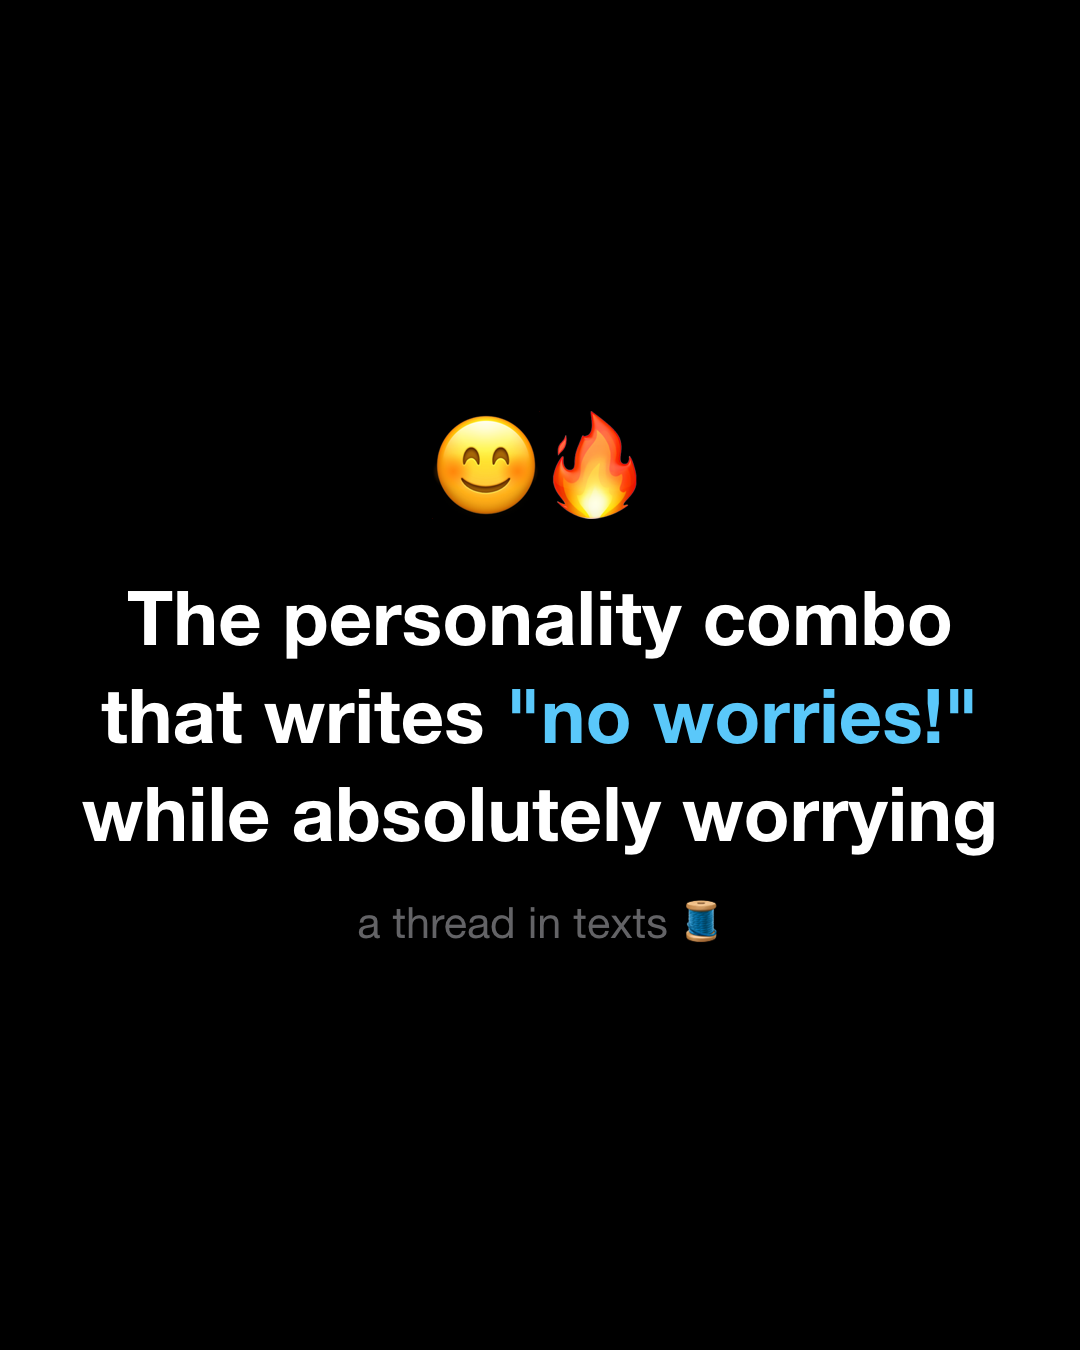 The personality combo
that writes "no worries!"
while absolutely worrying
a thread in texts 🧵